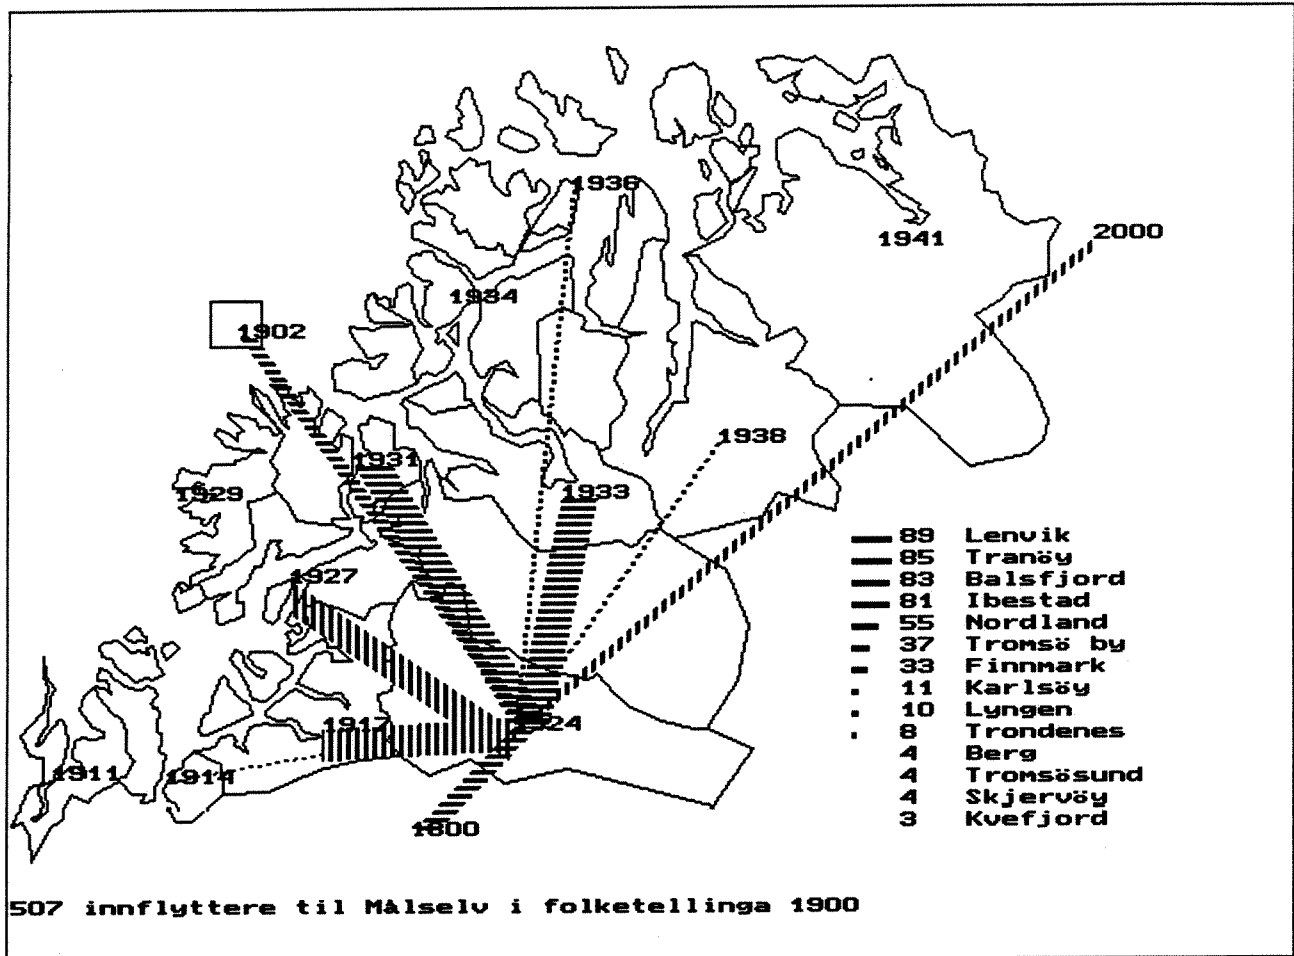 1936
2000
1941
1934
1902
1938
1931
1929
1933
1927
89 Lenvik
85 Tranöy
83 Balsfjord
81 Ibestad
55 Nordland
37 Tromsö by
33 Finnmark
11 Karlsöy
10 Lyngen
8 Trondenes
4 Berg
4 Tromsösund
4 Skjervöy
3 Kvefjord
1917
24
1911
1914
1800
507 innflyttere til Målselv i folketellinga 1900